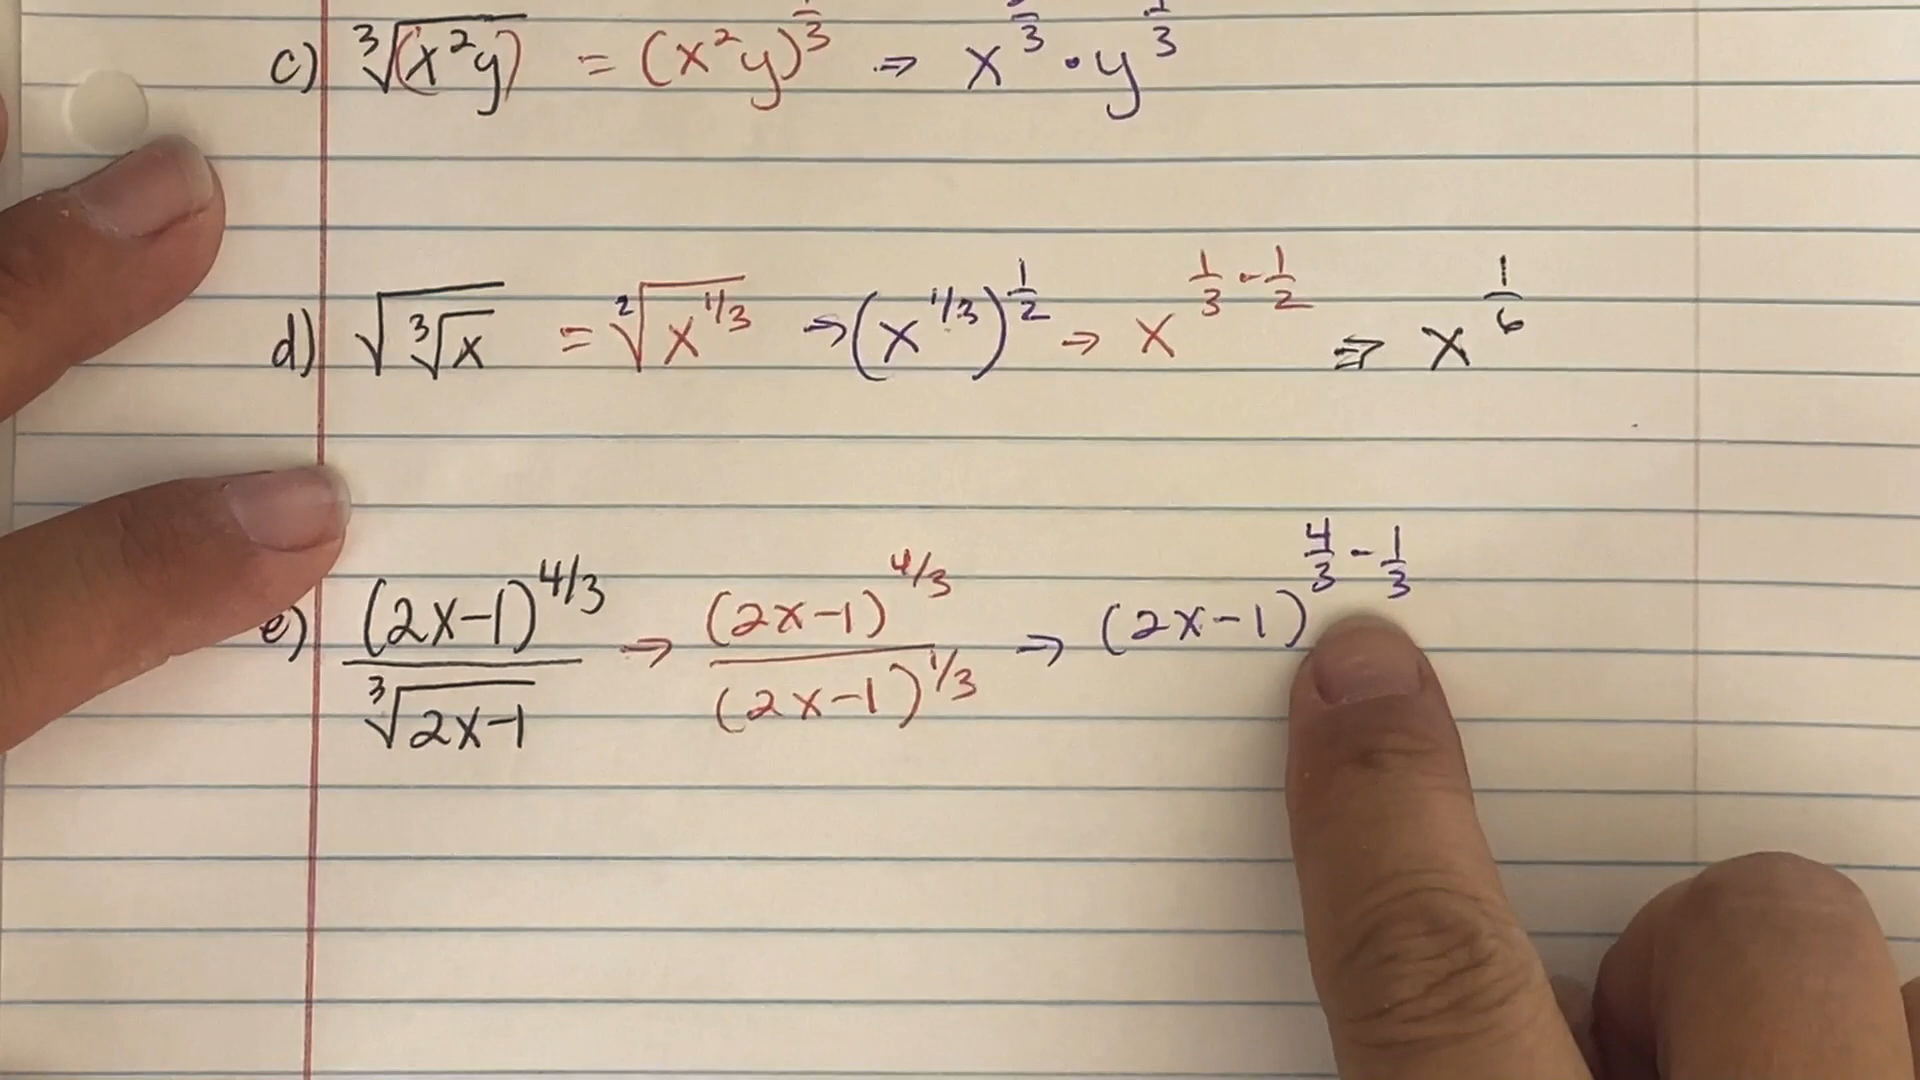 c) ∛(x²y) = (x²y)^1/3 ⇒ x^2/3 · y^1/3
d) √∛x = ²√x^1/3 → (x^1/3)^1/2 → x^1/3·1/2 ⇒ x^1/6
e) (2x-1)^4/3 / ∛2x-1 → (2x-1)^4/3 / (2x-1)^1/3 → (2x-1)^4/3 - 1/3